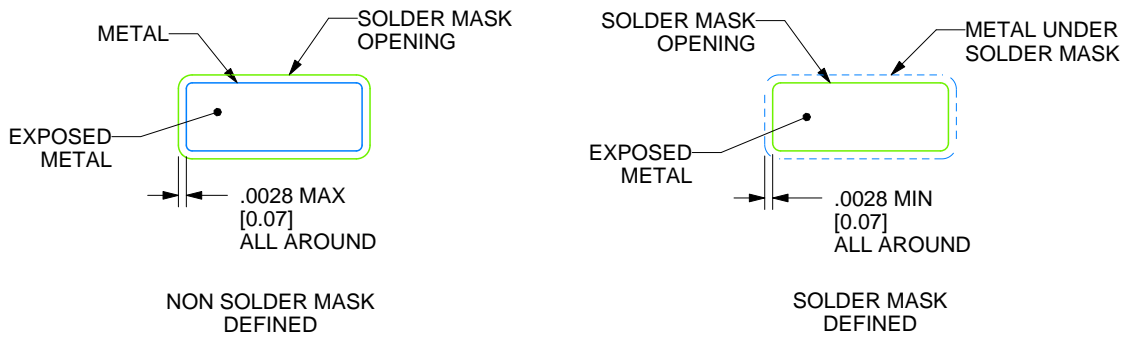 METAL
SOLDER MASK
OPENING
EXPOSED
METAL
.0028 MAX
[0.07]
ALL AROUND
NON SOLDER MASK
DEFINED
SOLDER MASK
OPENING
METAL UNDER
SOLDER MASK
EXPOSED
METAL
.0028 MIN
[0.07]
ALL AROUND
SOLDER MASK
DEFINED